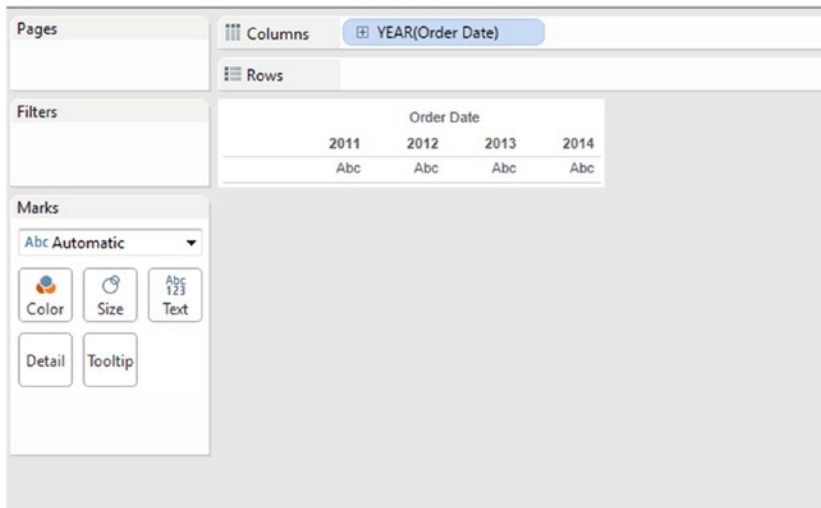 Pages
Columns
YEAR(Order Date)
Rows
Filters
Order Date
2011 2012 2013 2014
Abc Abc Abc Abc
Marks
Abc Automatic
Abc
123
Color Size Text
Detail Tooltip